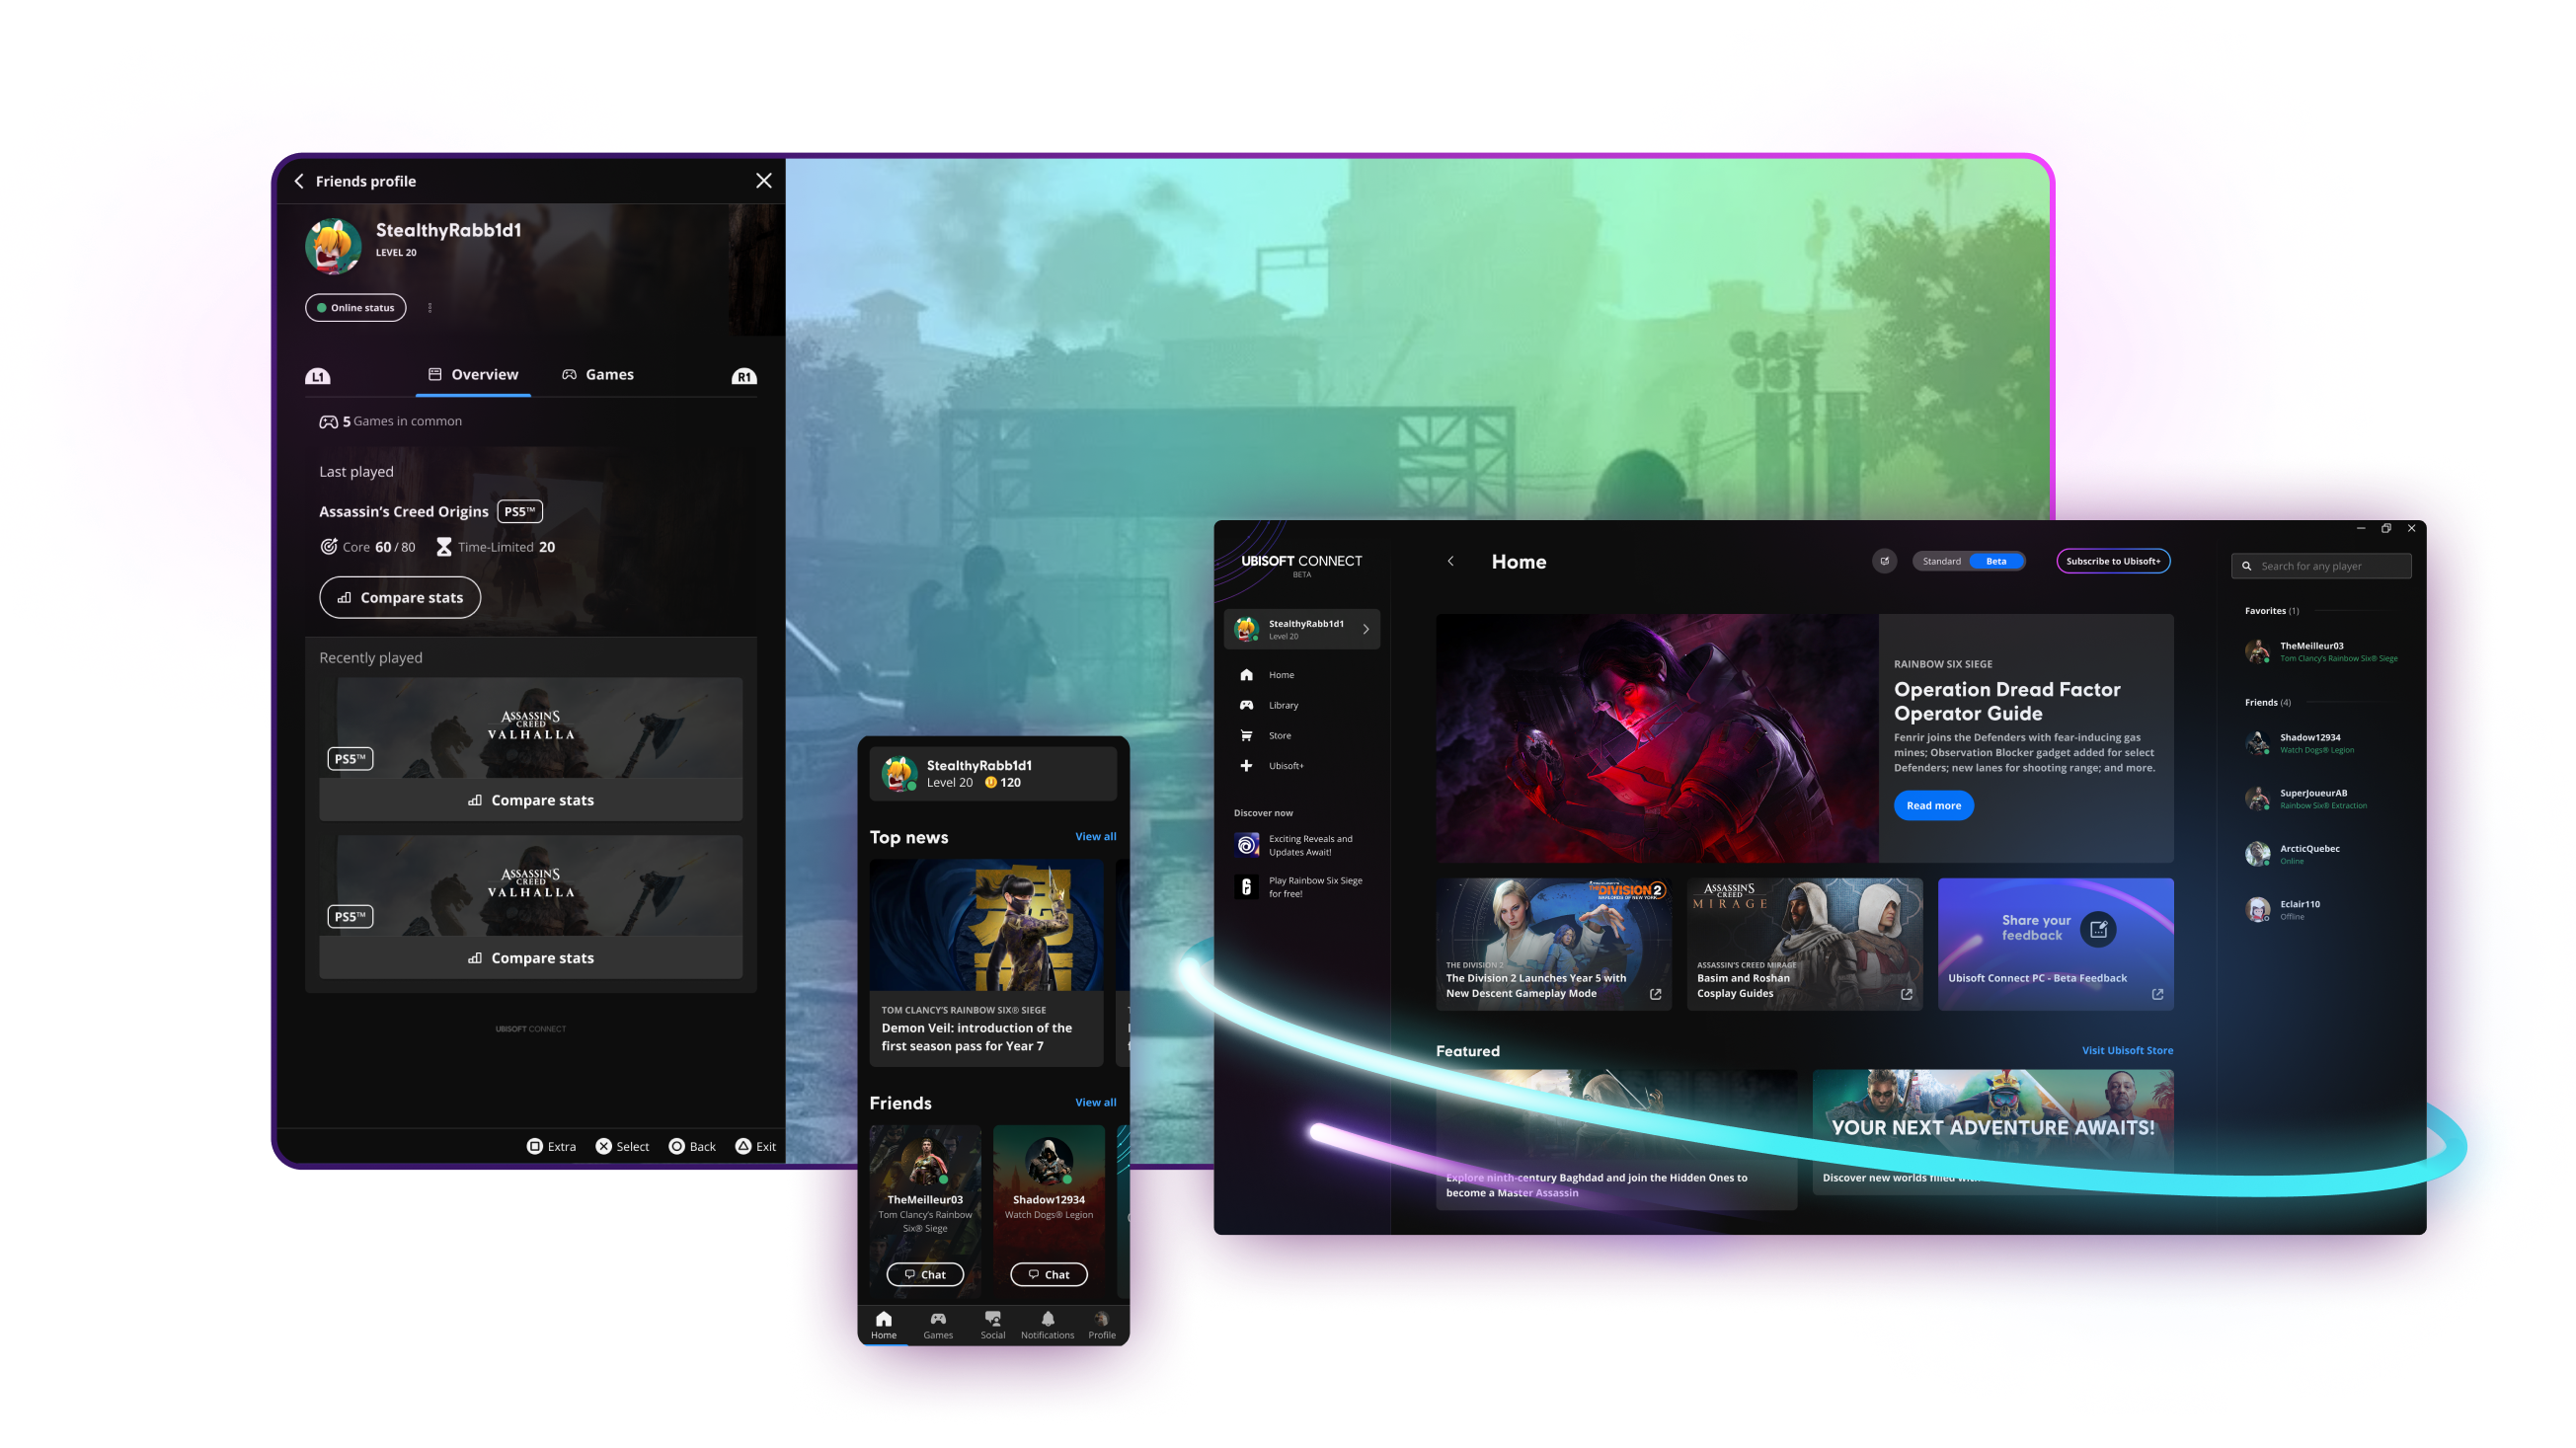 Friends profile
StealthyRabb1d1
LEVEL 20
Online status
L1
Overview
Games
R1
5 Games in common
Last played
Assassin's Creed Origins PS5™
Core 60 / 80 Time-Limited 20
Compare stats
Recently played
ASSASSIN'S
CREED
VALHALLA
PS5™
Compare stats
ASSASSIN'S
CREED
VALHALLA
PS5™
Compare stats
UBISOFT CONNECT
Extra Select Back Exit
StealthyRabb1d1
Level 20 120
Top news View all
TOM CLANCY'S RAINBOW SIX® SIEGE
Demon Veil: introduction of the
first season pass for Year 7
Friends View all
TheMeilleur03
Tom Clancy's Rainbow
Six® Siege
Chat
Shadow12934
Watch Dogs® Legion
Chat
Home Games Social Notifications Profile
UBISOFT CONNECT
BETA
StealthyRabb1d1
Level 20
Home
Library
Store
Ubisoft+
Discover now
Exciting Reveals and
Updates Await!
Play Rainbow Six Siege
for free!
Home
Standard Beta
Subscribe to Ubisoft+
RAINBOW SIX SIEGE
Operation Dread Factor
Operator Guide
Fenrir joins the Defenders with fear-inducing gas
mines; Observation Blocker gadget added for select
Defenders; new lanes for shooting range; and more.
Read more
THE DIVISION 2
WARLORDS OF NEW YORK
THE DIVISION 2
The Division 2 Launches Year 5 with
New Descent Gameplay Mode
ASSASSIN'S
CREED
MIRAGE
ASSASSIN'S CREED MIRAGE
Basim and Roshan
Cosplay Guides
Share your
feedback
Ubisoft Connect PC - Beta Feedback
Featured Visit Ubisoft Store
Explore ninth-century Baghdad and join the Hidden Ones to
become a Master Assassin
YOUR NEXT ADVENTURE AWAITS!
Discover new worlds filled with
Search for any player
Favorites (1)
TheMeilleur03
Tom Clancy's Rainbow Six® Siege
Friends (4)
Shadow12934
Watch Dogs® Legion
SuperJoueurAB
Rainbow Six® Extraction
ArcticQuebec
Online
Eclair110
Offline